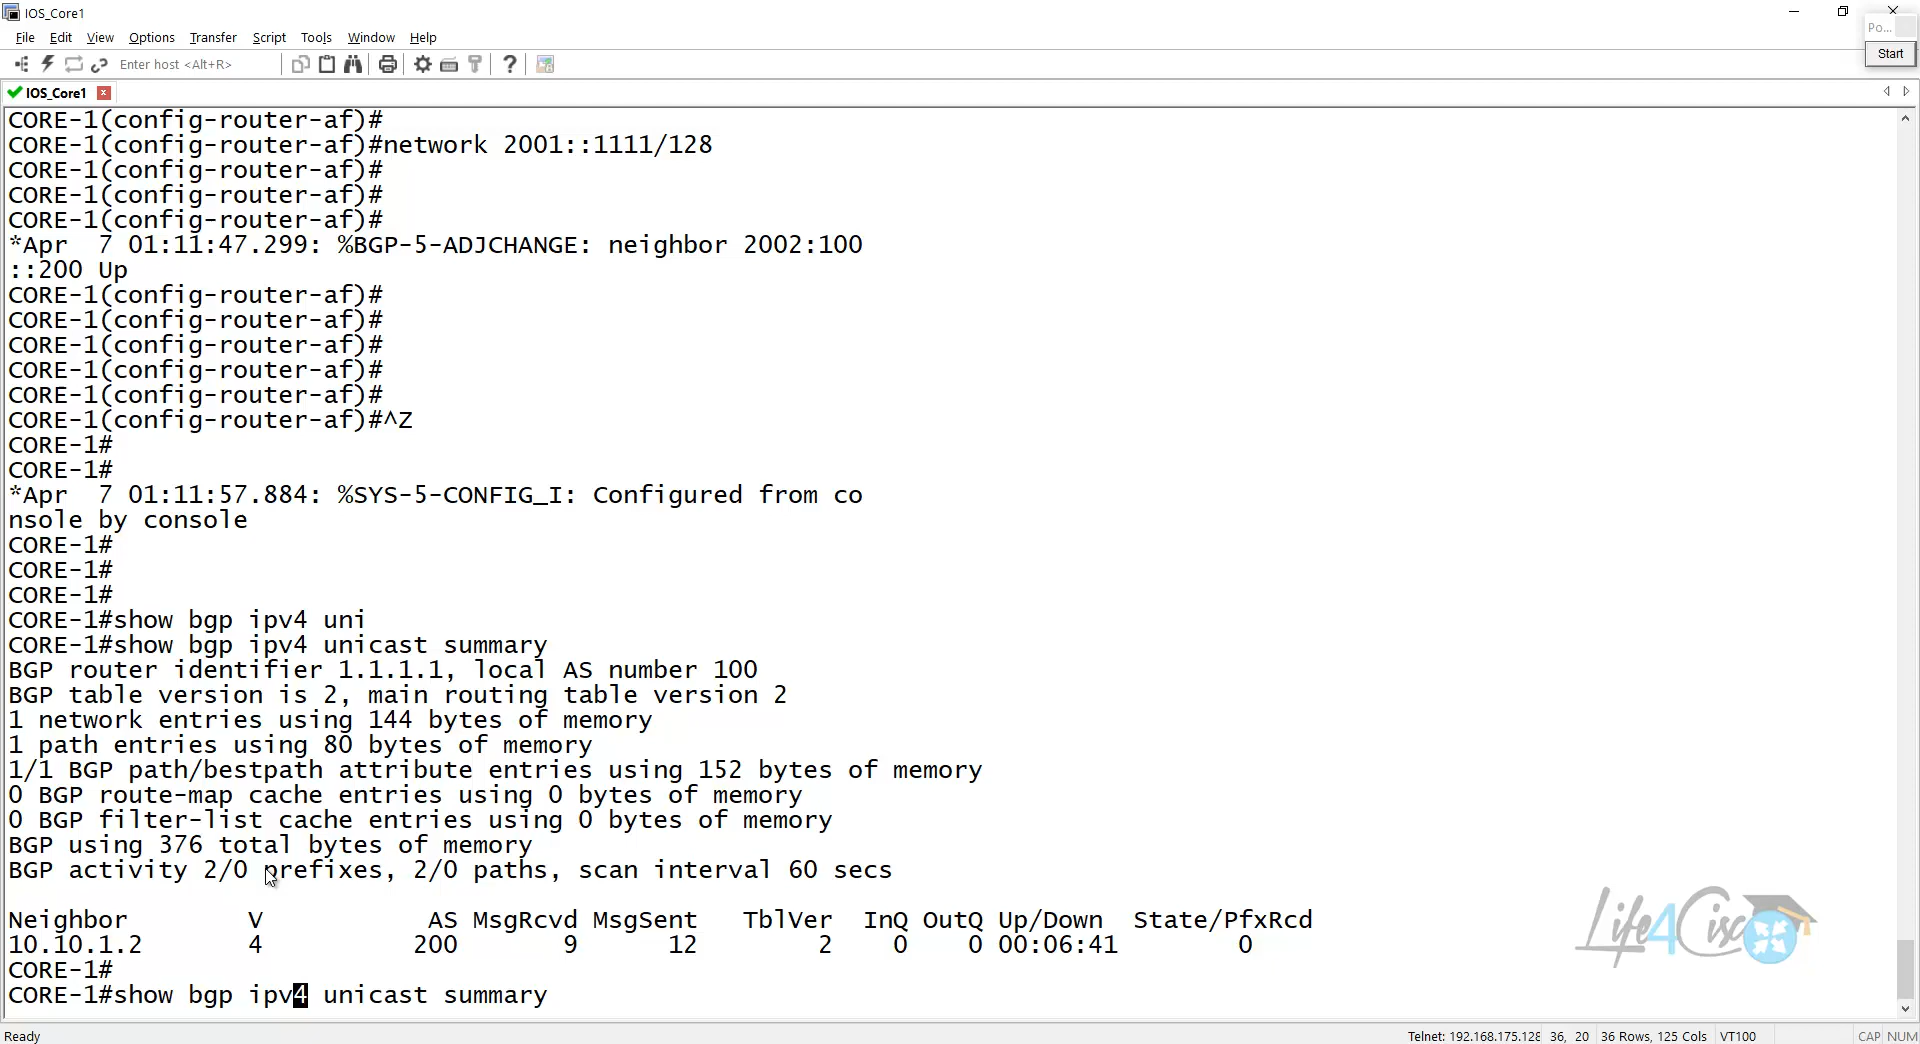 IOS_Core1
File Edit View Options Transfer Script Tools Window Help
Po...
Start
Enter host <Alt+R>
IOS_Core1
CORE-1(config-router-af)#
CORE-1(config-router-af)#network 2001::1111/128
CORE-1(config-router-af)#
CORE-1(config-router-af)#
CORE-1(config-router-af)#
*Apr  7 01:11:47.299: %BGP-5-ADJCHANGE: neighbor 2002:100
::200 Up
CORE-1(config-router-af)#
CORE-1(config-router-af)#
CORE-1(config-router-af)#
CORE-1(config-router-af)#
CORE-1(config-router-af)#
CORE-1(config-router-af)#^Z
CORE-1#
CORE-1#
*Apr  7 01:11:57.884: %SYS-5-CONFIG_I: Configured from co
nsole by console
CORE-1#
CORE-1#
CORE-1#
CORE-1#show bgp ipv4 uni
CORE-1#show bgp ipv4 unicast summary
BGP router identifier 1.1.1.1, local AS number 100
BGP table version is 2, main routing table version 2
1 network entries using 144 bytes of memory
1 path entries using 80 bytes of memory
1/1 BGP path/bestpath attribute entries using 152 bytes of memory
0 BGP route-map cache entries using 0 bytes of memory
0 BGP filter-list cache entries using 0 bytes of memory
BGP using 376 total bytes of memory
BGP activity 2/0 prefixes, 2/0 paths, scan interval 60 secs
Neighbor        V           AS MsgRcvd MsgSent   TblVer  InQ OutQ Up/Down  State/PfxRcd
10.10.1.2       4          200       9      12        2    0    0 00:06:41        0
CORE-1#
CORE-1#show bgp ipv4 unicast summary
Life4Cisc
Ready
Telnet: 192.168.175.128 36, 20 36 Rows, 125 Cols VT100 CAP NUM